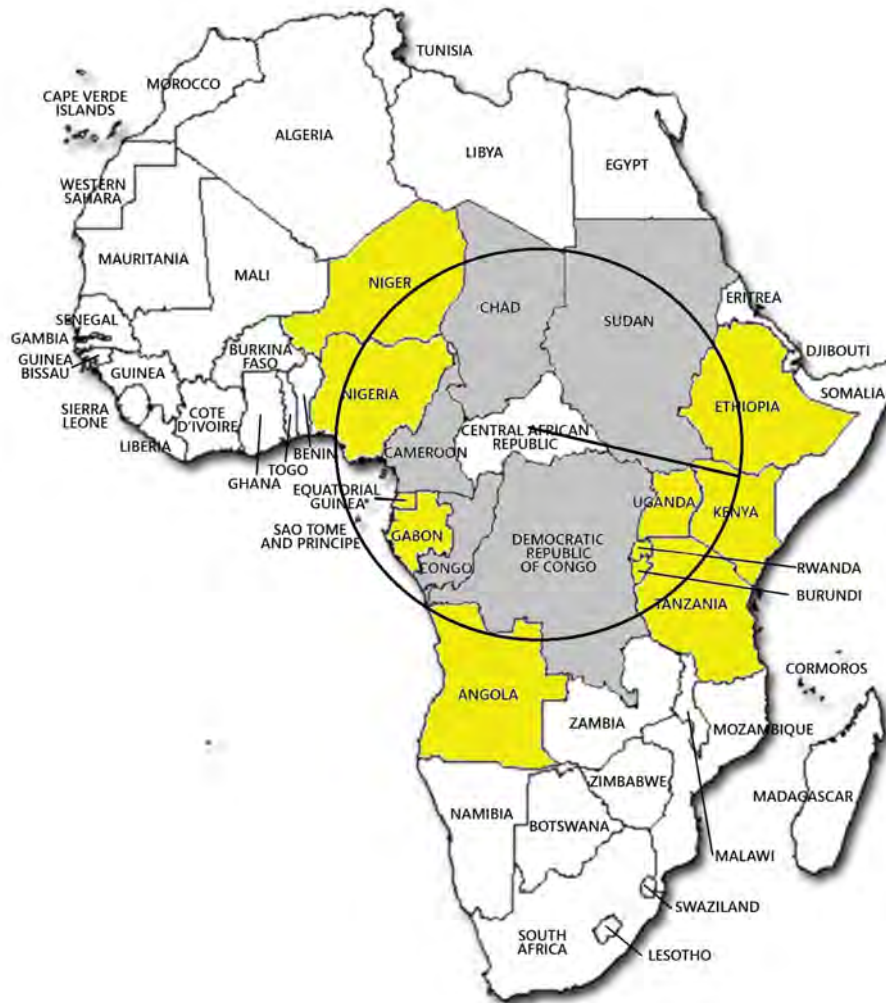 TUNISIA
MOROCCO
CAPE VERDE
ISLANDS
ALGERIA
LIBYA
EGYPT
WESTERN
SAHARA
MAURITANIA
MALI
NIGER
CHAD
SUDAN
ERITREA
SENEGAL
GAMBIA
GUINEA
BISSAU
GUINEA
BURKINA
FASO
DJIBOUTI
SOMALIA
NIGERIA
ETHIOPIA
SIERRA
LEONE
COTE
D'IVOIRE
LIBERIA
BENIN
TOGO
GHANA
CENTRAL AFRICAN
REPUBLIC
CAMEROON
EQUATORIAL
GUINEA
UGANDA
KENYA
SAO TOME
AND PRINCIPE
GABON
CONGO
DEMOCRATIC
REPUBLIC
OF CONGO
RWANDA
BURUNDI
TANZANIA
CORMOROS
ANGOLA
ZAMBIA
MOZAMBIQUE
ZIMBABWE
MADAGASCAR
NAMIBIA
BOTSWANA
MALAWI
SWAZILAND
SOUTH
AFRICA
LESOTHO